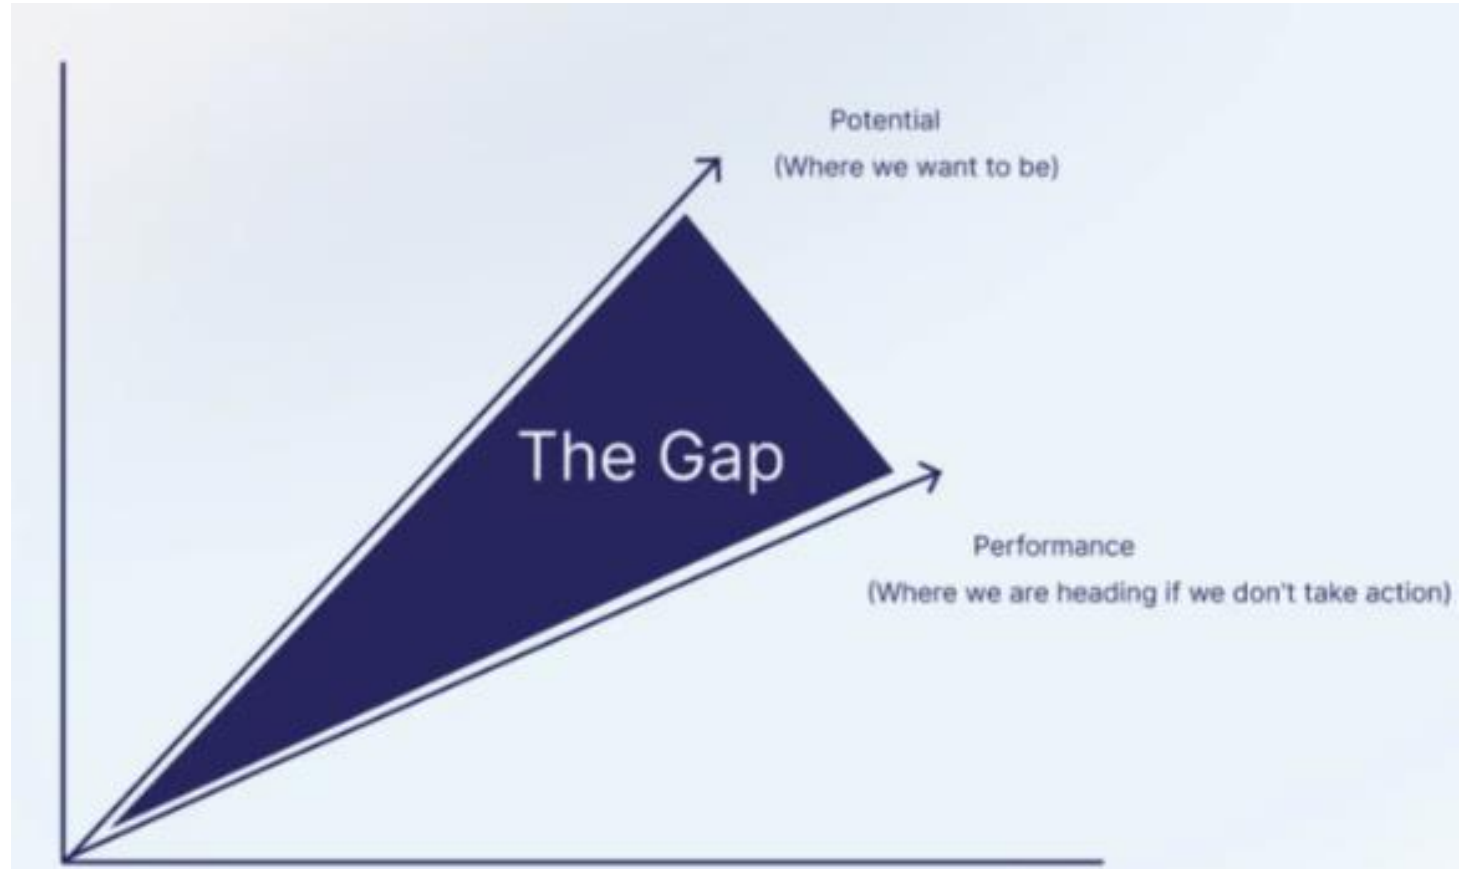 Potential
(Where we want to be)
The Gap
Performance
(Where we are heading if we don't take action)